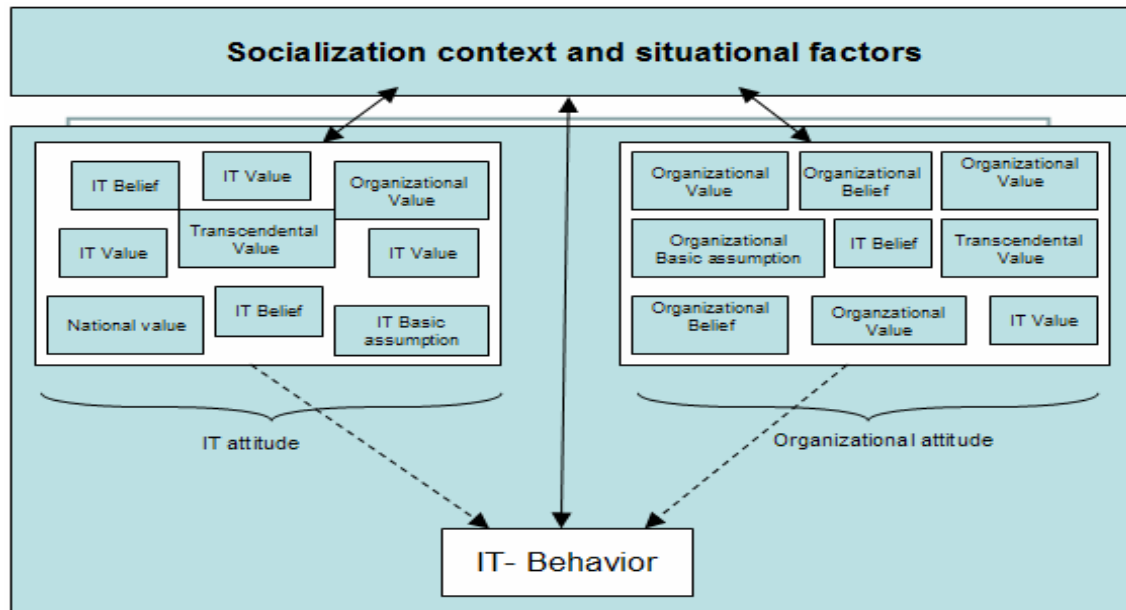 Socialization context and situational factors
IT Belief
IT Value
Organizational
Value
Transcendental
Value
IT Value
IT Value
National value
IT Belief
IT Basic
assumption
IT attitude
Organizational
Value
Organizational
Belief
Organizational
Value
Organizational
Basic assumption
IT Belief
Transcendental
Value
Organizational
Belief
Organzational
Value
IT Value
Organizational attitude
IT- Behavior